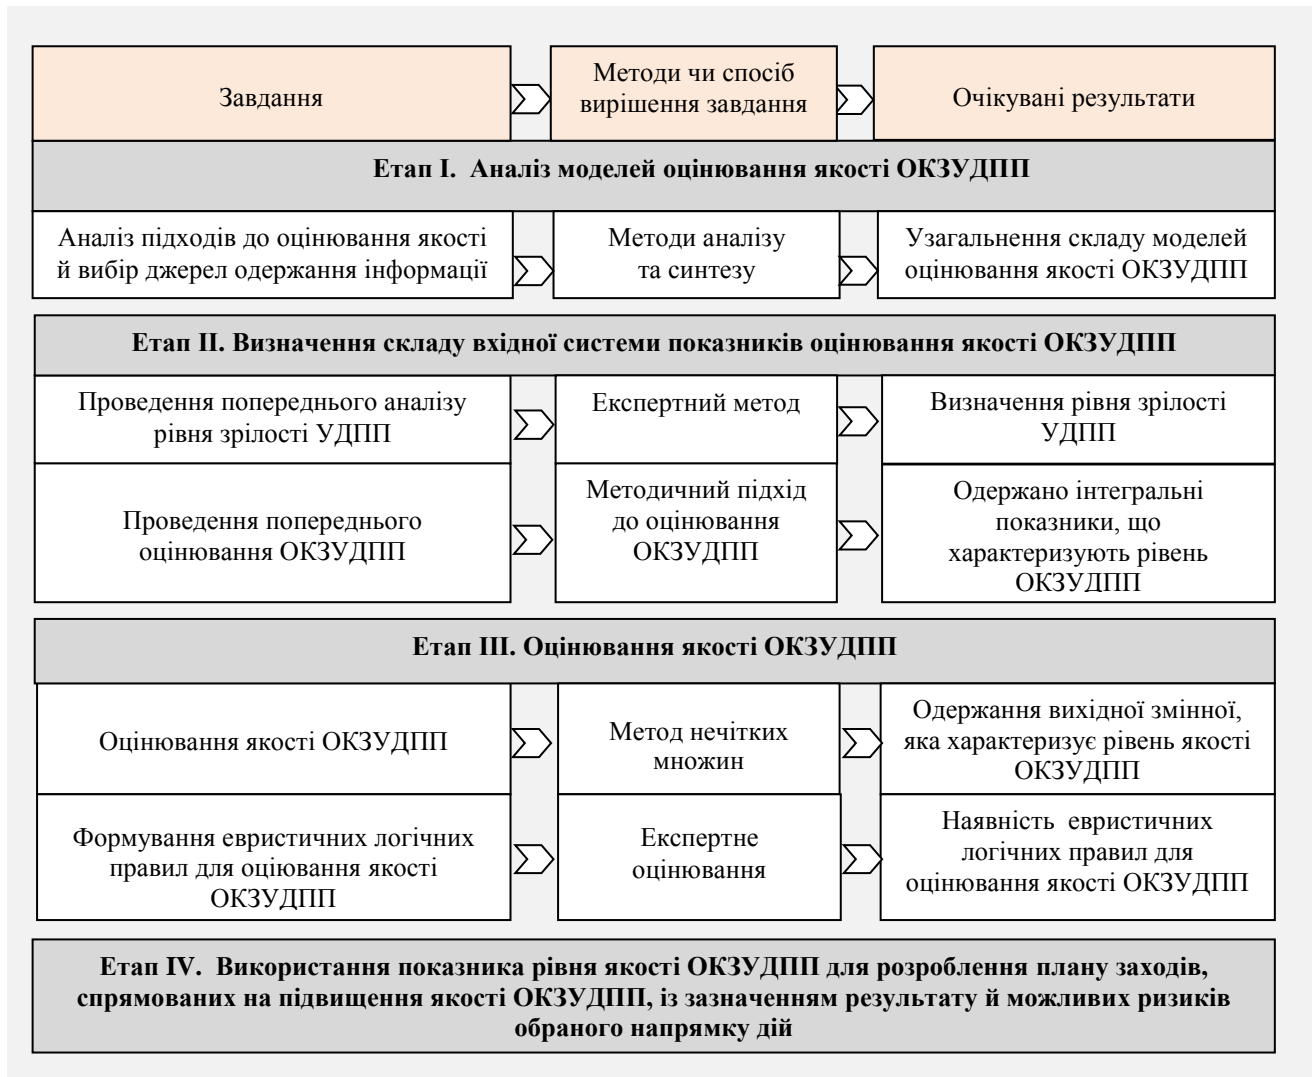 Завдання
Методи чи спосіб
вирішення завдання
Очікувані результати
Етап I. Аналіз моделей оцінювання якості ОКЗУДПП
Аналіз підходів до оцінювання якості
й вибір джерел одержання інформації
Методи аналізу
та синтезу
Узагальнення складу моделей
оцінювання якості ОКЗУДПП
Етап II. Визначення складу вхідної системи показників оцінювання якості ОКЗУДПП
Проведення попереднього аналізу
рівня зрілості УДПП
Експертний метод
Визначення рівня зрілості
УДПП
Проведення попереднього
оцінювання ОКЗУДПП
Методичний підхід
до оцінювання
ОКЗУДПП
Одержано інтегральні
показники, що
характеризують рівень
ОКЗУДПП
Етап III. Оцінювання якості ОКЗУДПП
Оцінювання якості ОКЗУДПП
Метод нечітких
множин
Одержання вихідної змінної,
яка характеризує рівень якості
ОКЗУДПП
Формування евристичних логічних
правил для оціювання якості
ОКЗУДПП
Експертне
оцінювання
Наявність евристичних
логічних правил для
оцінювання якості ОКЗУДПП
Етап IV. Використання показника рівня якості ОКЗУДПП для розроблення плану заходів,
спрямованих на підвищення якості ОКЗУДПП, із зазначенням результату й можливих ризиків
обраного напрямку дій